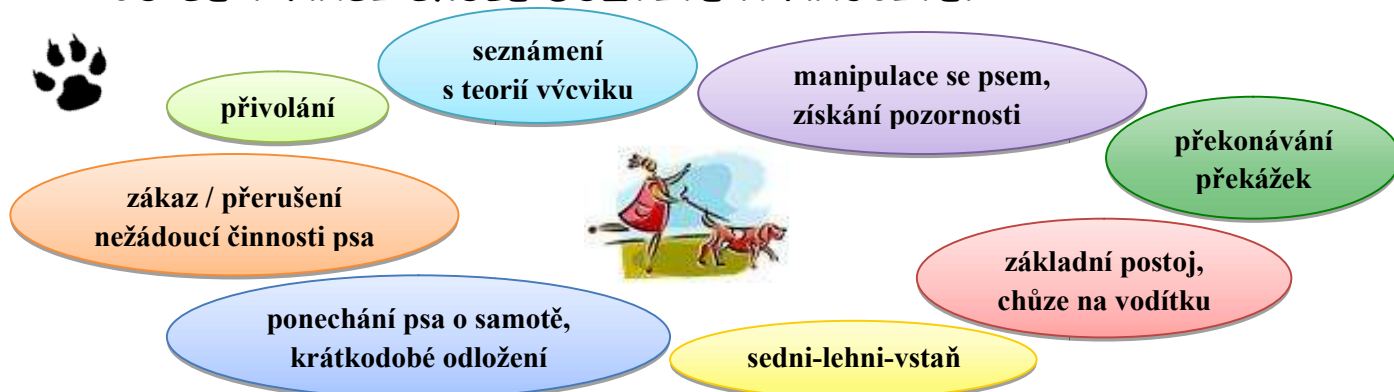 seznámení
s teorií výcviku
manipulace se psem,
získání pozornosti
přivolání
překonávání
překážek
zákaz / přerušení
nežádoucí činnosti psa
základní postoj,
chůze na vodítku
ponechání psa o samotě,
krátkodobé odložení
sedni-lehni-vstaň